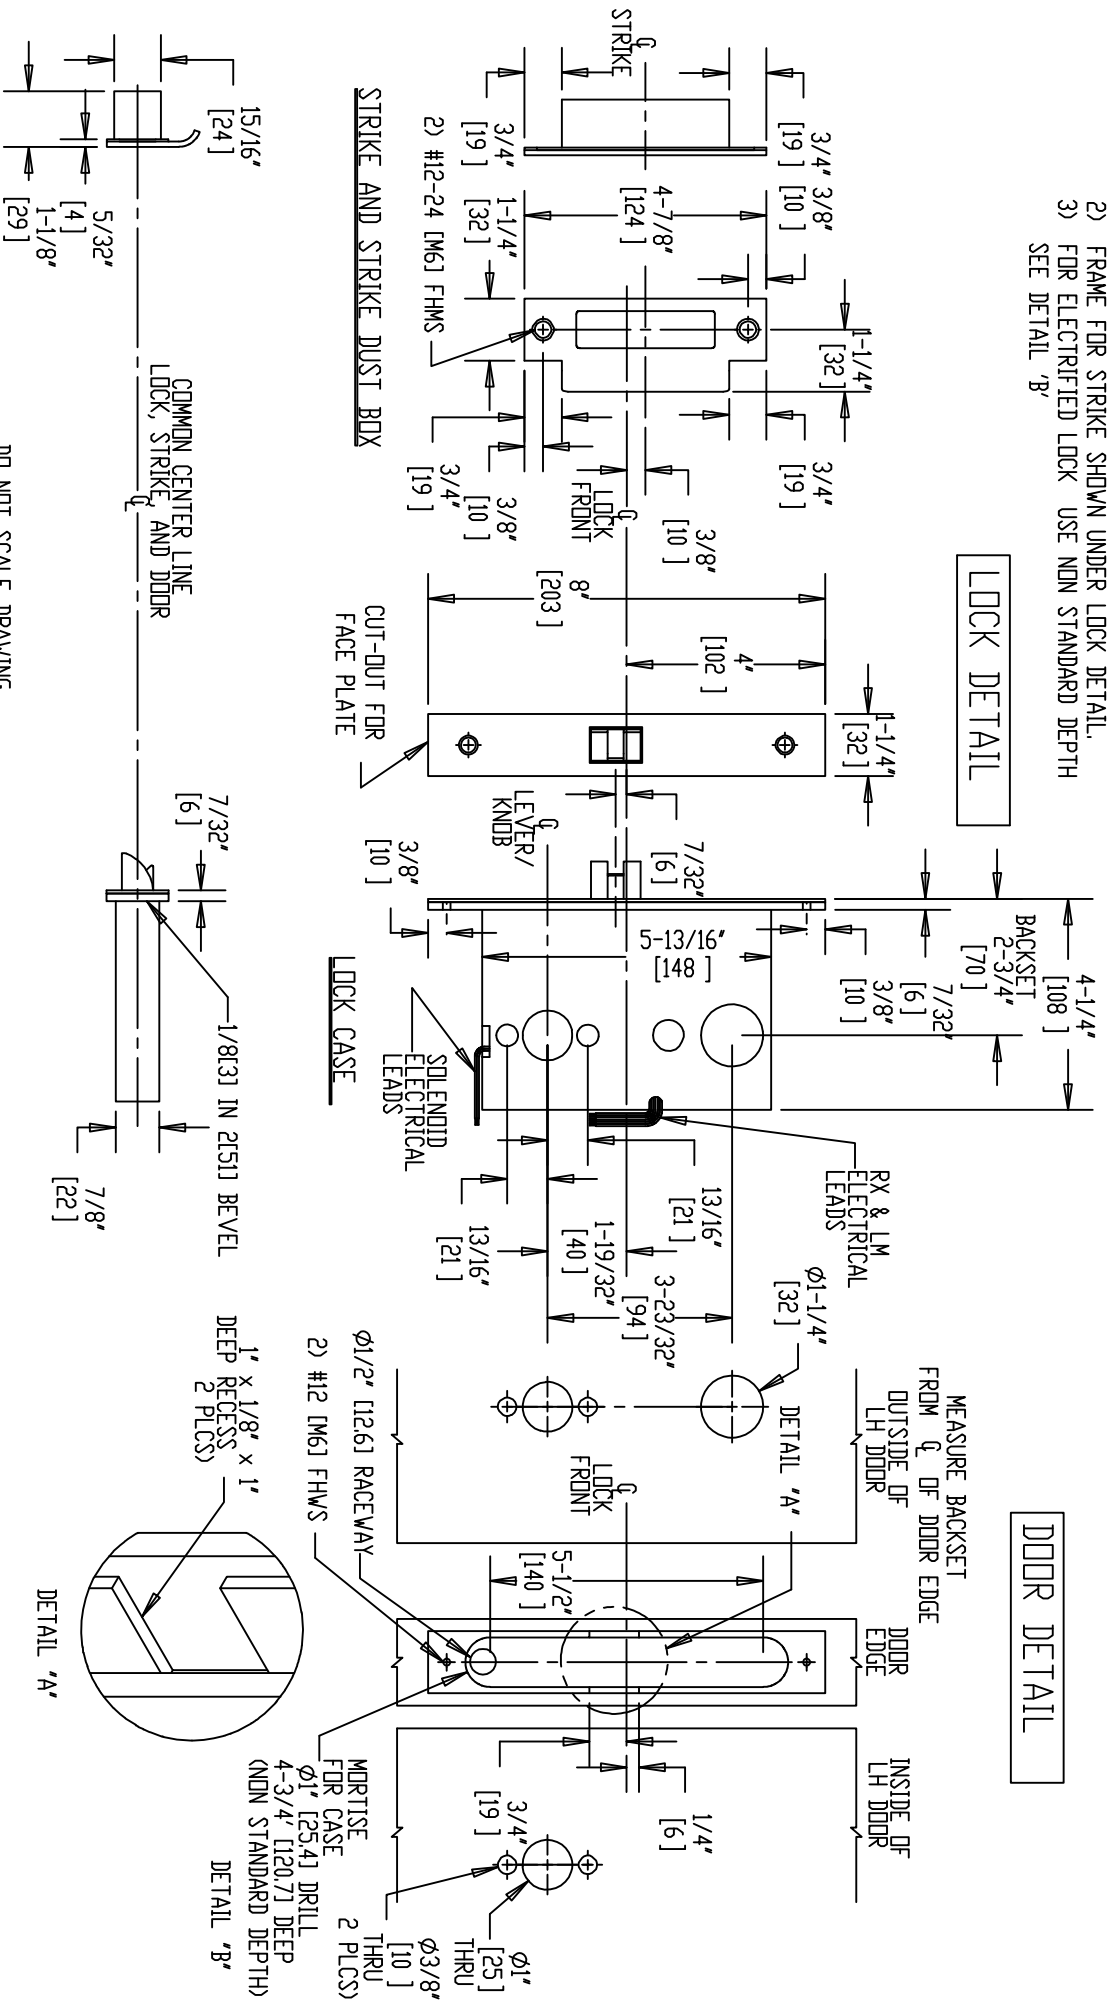 2) FRAME FOR STRIKE SHOWN UNDER LOCK DETAIL.
3) FOR ELECTRIFIED LOCK USE NON STANDARD DEPTH
SEE DETAIL 'B'
LOCK DETAIL
DOOR DETAIL
℄
STRIKE
3/4"
[19 ]
3/4"
[19 ]
STRIKE AND STRIKE DUST BOX
3/8"
[10 ]
4-7/8"
[124 ]
1-1/4"
[32 ]
2) #12-24 [M6] FHMS
1-1/4"
[32 ]
3/4"
[19 ]
3/8"
[10 ]
3/4"
[19 ]
3/8"
[10 ]
℄
LOCK
FRONT
8"
[203 ]
4"
[102 ]
CUT-OUT FOR
FACE PLATE
1-1/4"
[32 ]
7/32"
[6 ]
℄
LEVER/
KNOB
3/8"
[10 ]
4-1/4"
[108 ]
BACKSET
2-3/4"
[70 ]
7/32"
[6 ]
3/8"
[10 ]
5-13/16"
[148 ]
LOCK CASE
SOLENOID
ELECTRICAL
LEADS
RX & LM
ELECTRICAL
LEADS
13/16"
[21 ]
1-19/32"
[40 ]
13/16"
[21 ]
3-23/32"
[94 ]
Ø1-1/4"
[32 ]
MEASURE BACKSET
FROM ℄ OF DOOR EDGE
OUTSIDE OF
LH DOOR
DETAIL "A"
℄
LOCK
FRONT
Ø1/2" [12.6] RACEWAY
2) #12 [M6] FHWS
DOOR
EDGE
5-1/2"
[140 ]
INSIDE OF
LH DOOR
1/4"
[6 ]
3/4"
[19 ]
MORTISE
FOR CASE
Ø1" [25.4] DRILL
4-3/4' [120.7] DEEP
(NON STANDARD DEPTH)
DETAIL "B"
Ø1"
[25 ]
THRU
Ø3/8"
[10 ]
THRU
2 PLCS)
1" x 1/8" x 1"
DEEP RECESS
2 PLCS)
DETAIL "A"
15/16"
[24 ]
5/32"
[4 ]
1-1/8"
[29 ]
COMMON CENTER LINE
LOCK, STRIKE, AND DOOR
℄
7/32"
[6 ]
1/8[3] IN 2[51] BEVEL
7/8"
[22 ]
DO NOT SCALE DRAWING